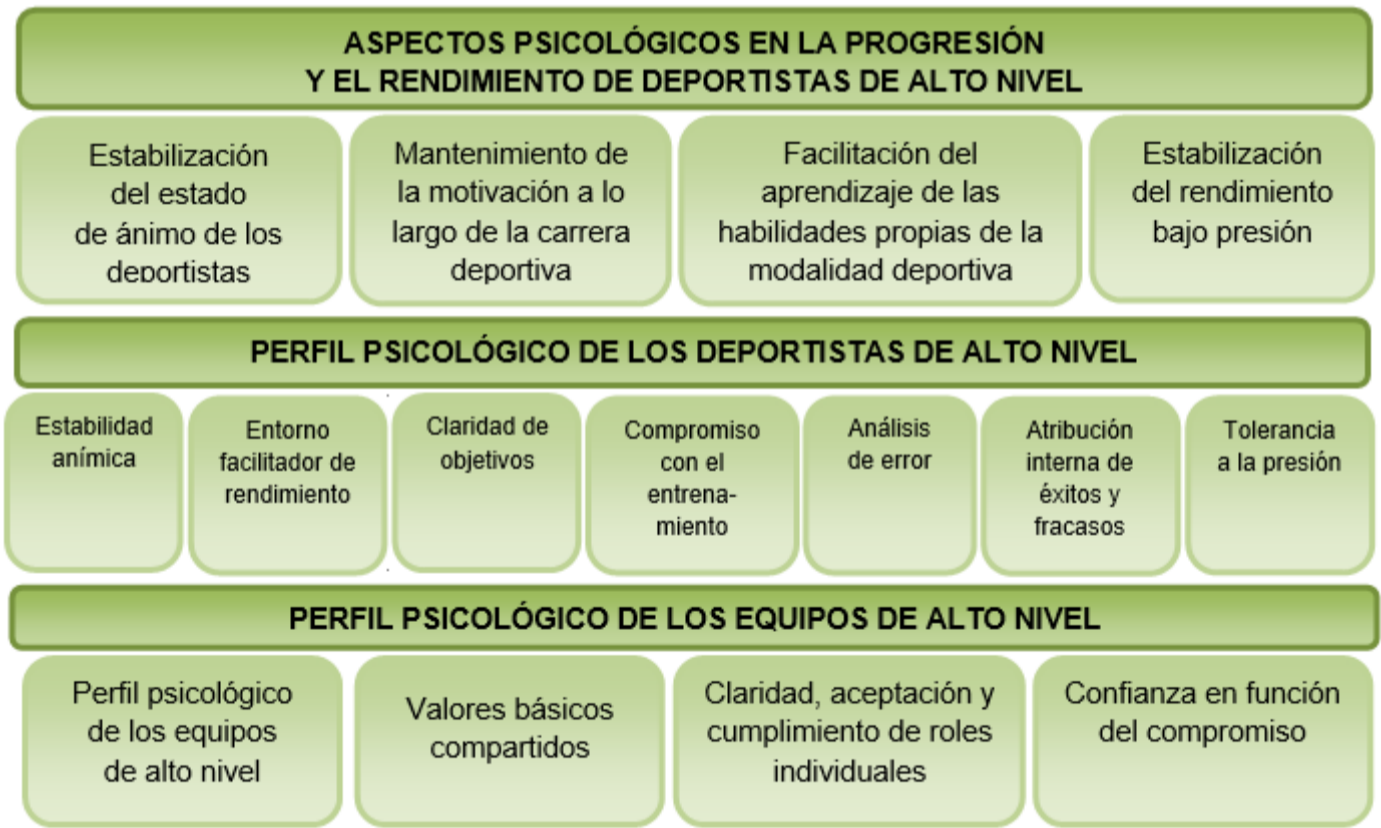 ASPECTOS PSICOLÓGICOS EN LA PROGRESIÓN
Y EL RENDIMIENTO DE DEPORTISTAS DE ALTO NIVEL
Estabilización
del estado
de ánimo de los
deportistas
Mantenimiento de
la motivación a lo
largo de la carrera
deportiva
Facilitación del
aprendizaje de las
habilidades propias de la
modalidad deportiva
Estabilización
del rendimiento
bajo presión
PERFIL PSICOLÓGICO DE LOS DEPORTISTAS DE ALTO NIVEL
Estabilidad
anímica
Entorno
facilitador de
rendimiento
Claridad de
objetivos
Compromiso
con el
entrena-
miento
Análisis
de error
Atribución
interna de
éxitos y
fracasos
Tolerancia
a la presión
PERFIL PSICOLÓGICO DE LOS EQUIPOS DE ALTO NIVEL
Perfil psicológico
de los equipos
de alto nivel
Valores básicos
compartidos
Claridad, aceptación y
cumplimiento de roles
individuales
Confianza en función
del compromiso